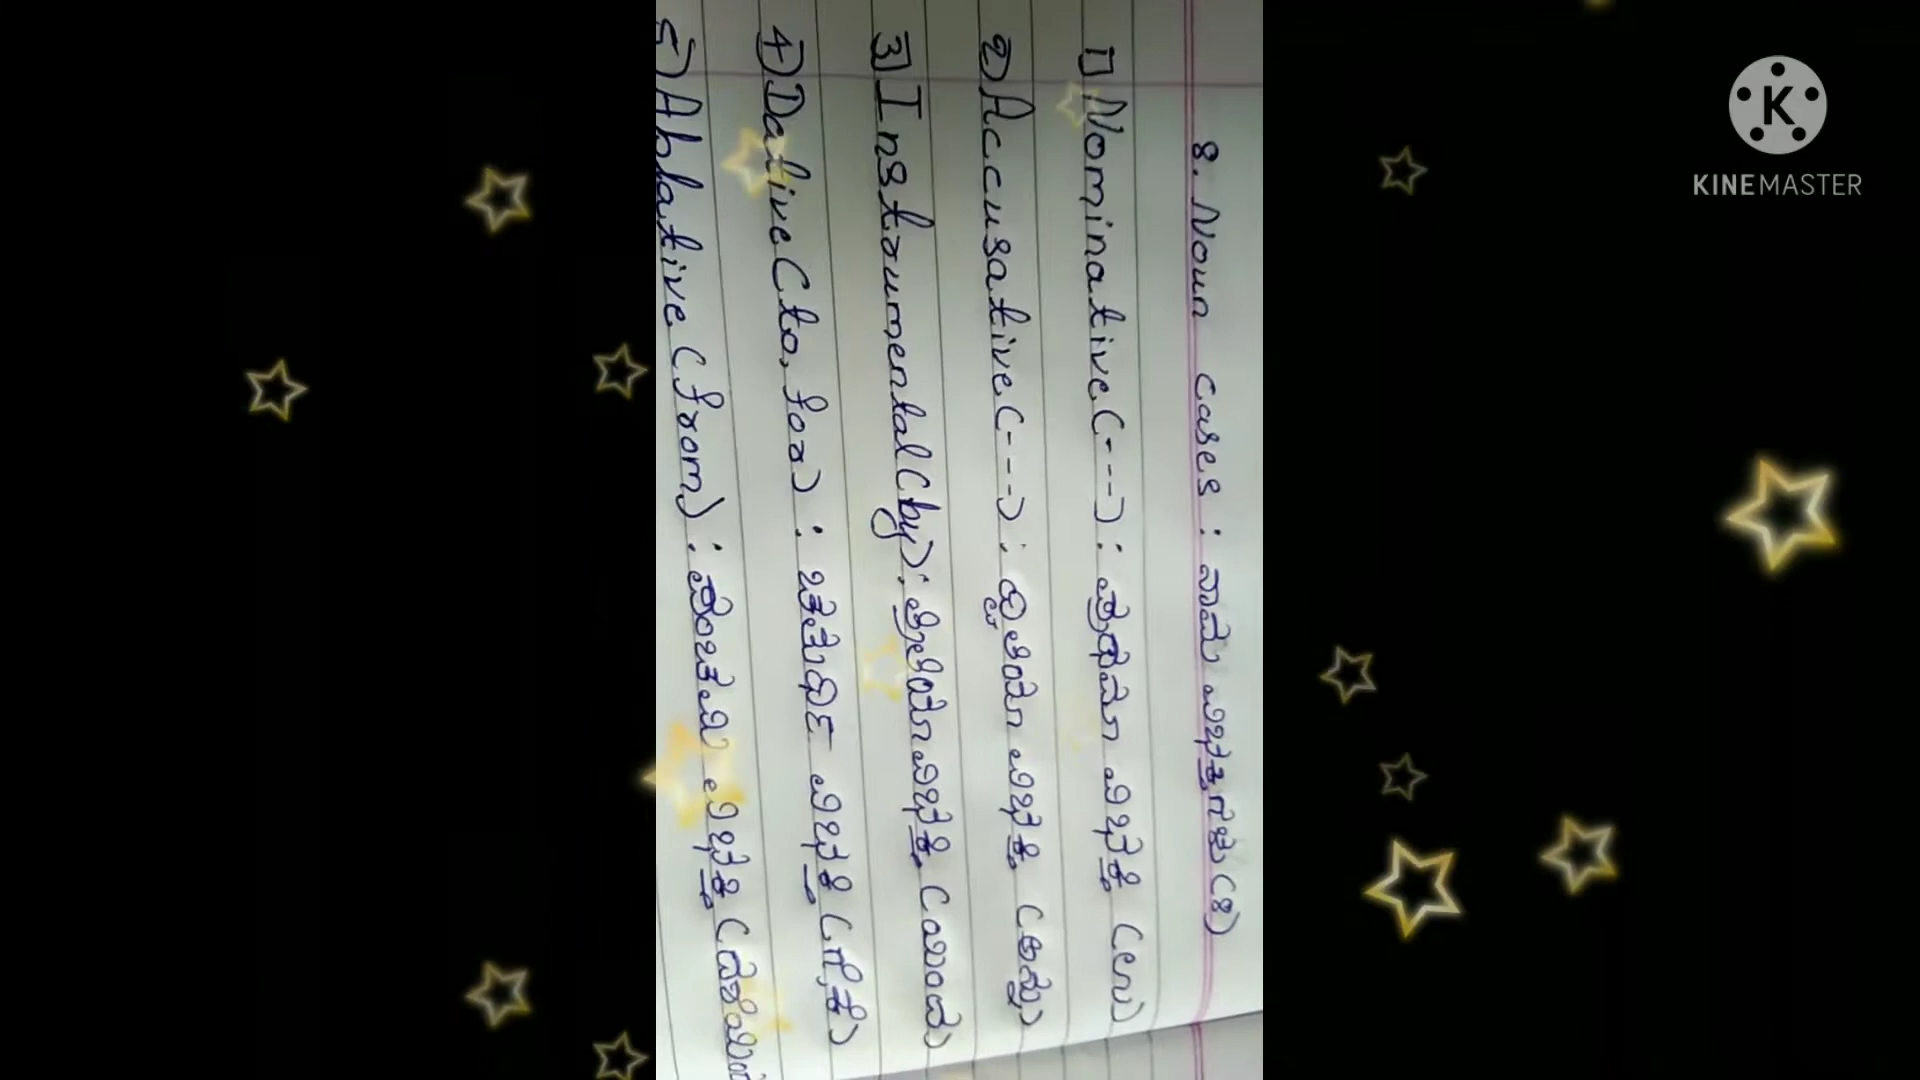 8. Noun cases : ನಾಮ ವಿಭಕ್ತಿಗಳು (8)
1) Nominative (---) : ಪ್ರಥಮಾ ವಿಭಕ್ತಿ (ಉ)
2) Accusative (---) : ದ್ವಿತೀಯಾ ವಿಭಕ್ತಿ (ಅನ್ನು)
3) Instrumental (by) : ತೃತೀಯಾ ವಿಭಕ್ತಿ (ಯಿಂದ)
4) Dative (to, for) : ಚತುರ್ಥಿ ವಿಭಕ್ತಿ (ಗೆ, ಕ್ಕೆ)
5) Ablative (from) : ಪಂಚಮಿ ವಿಭಕ್ತಿ
KINEMASTER